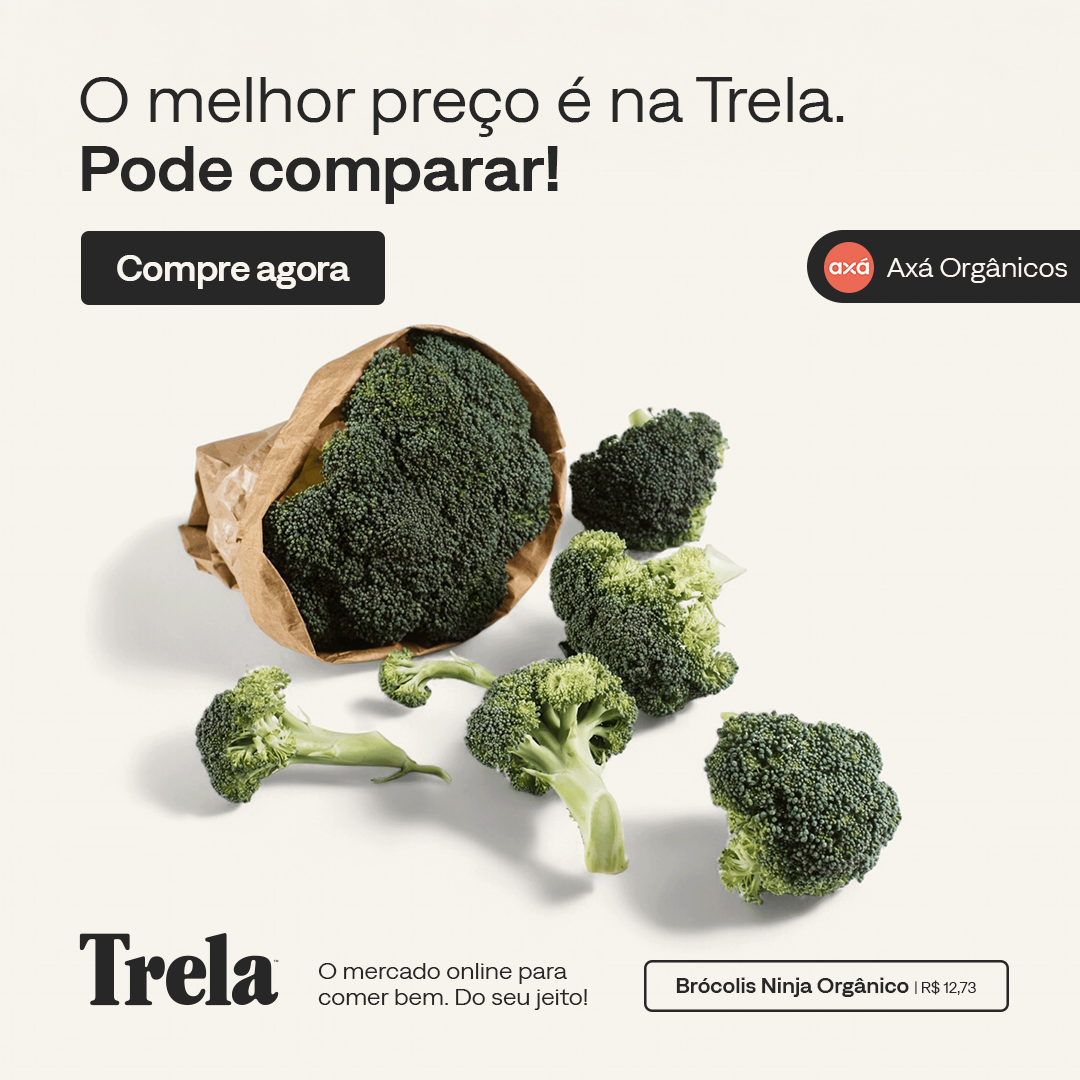 O melhor preço é na Trela.
Pode comparar!
Compre agora
axá Axá Orgânicos
Trela™
O mercado online para
comer bem. Do seu jeito!
Brócolis Ninja Orgânico | R$ 12,73